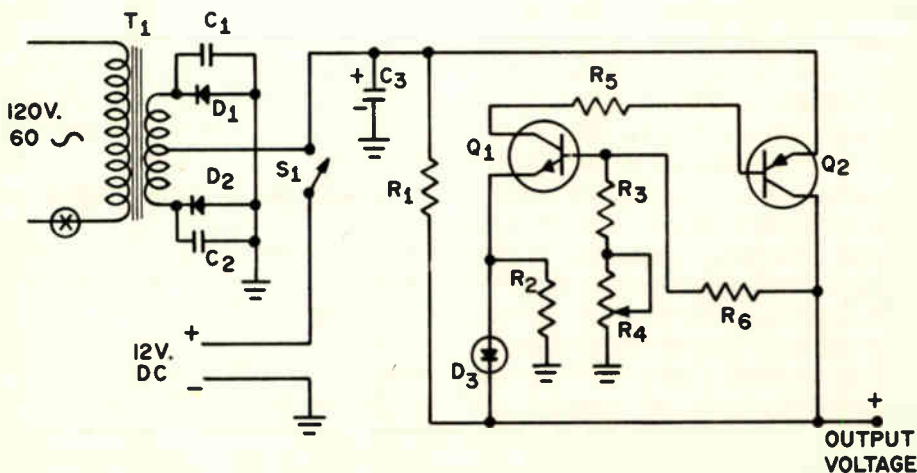 T1
C1
120V.
60
D1
D2
C2
S1
+
C3
-
R1
R5
Q1
Q2
R3
R2
R4
R6
D3
+
12V.
DC
-
+
OUTPUT
VOLTAGE